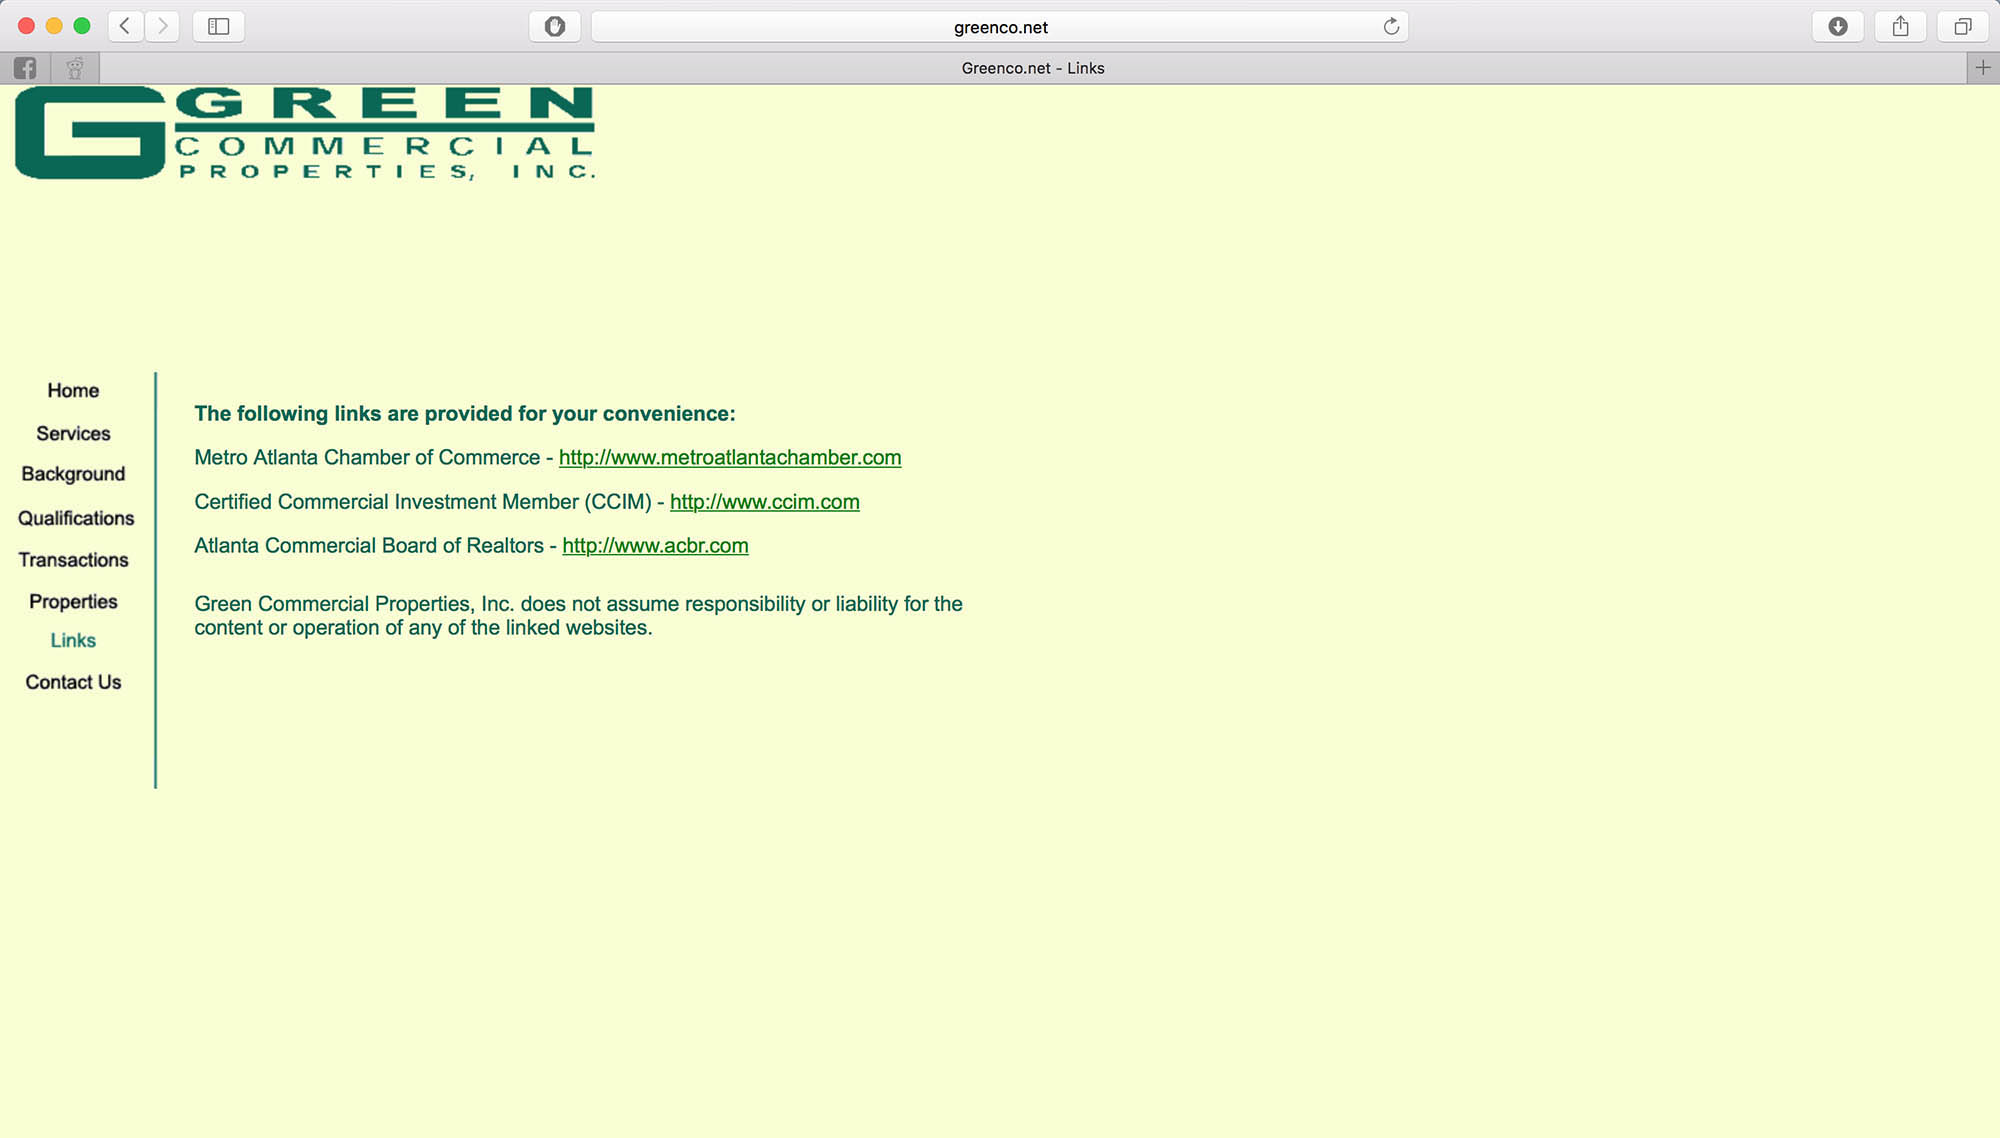 greenco.net
Greenco.net - Links
G GREEN
COMMERCIAL
PROPERTIES, INC.
Home
Services
Background
Qualifications
Transactions
Properties
Links
Contact Us
The following links are provided for your convenience:
Metro Atlanta Chamber of Commerce - http://www.metroatlantachamber.com
Certified Commercial Investment Member (CCIM) - http://www.ccim.com
Atlanta Commercial Board of Realtors - http://www.acbr.com
Green Commercial Properties, Inc. does not assume responsibility or liability for the
content or operation of any of the linked websites.